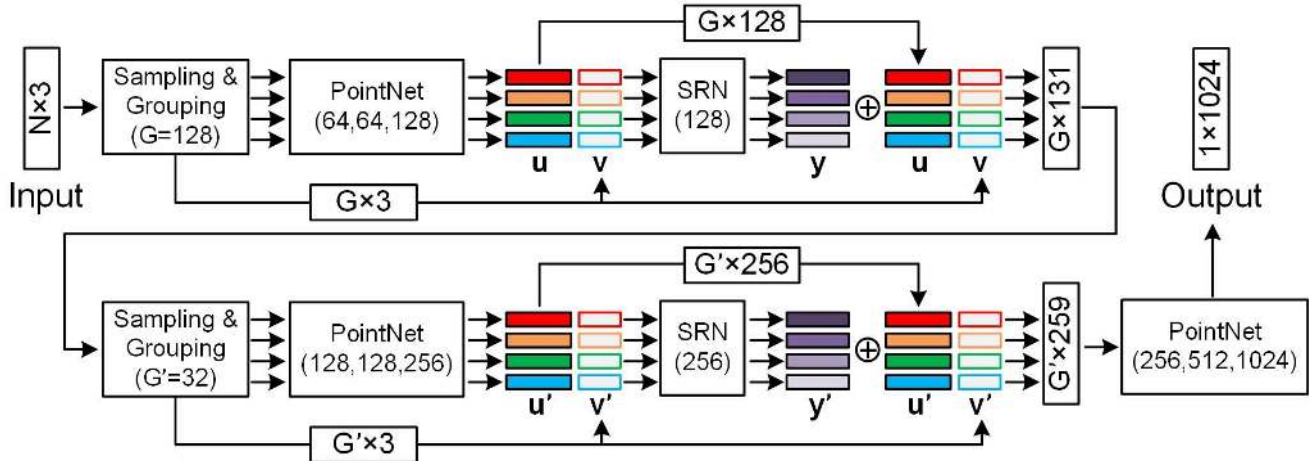 G×128
N×3
Input
Sampling &
Grouping
(G=128)
PointNet
(64,64,128)
u
v
SRN
(128)
y
⊕
u
v
G×131
G×3
1×1024
Output
G'×256
Sampling &
Grouping
(G'=32)
PointNet
(128,128,256)
u'
v'
SRN
(256)
y'
⊕
u'
v'
G'×259
PointNet
(256,512,1024)
G'×3